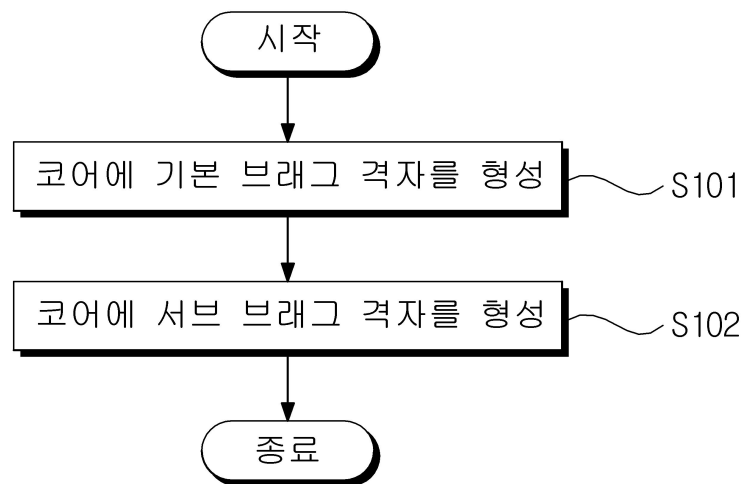 시작
코어에 기본 브래그 격자를 형성
S101
코어에 서브 브래그 격자를 형성
S102
종료